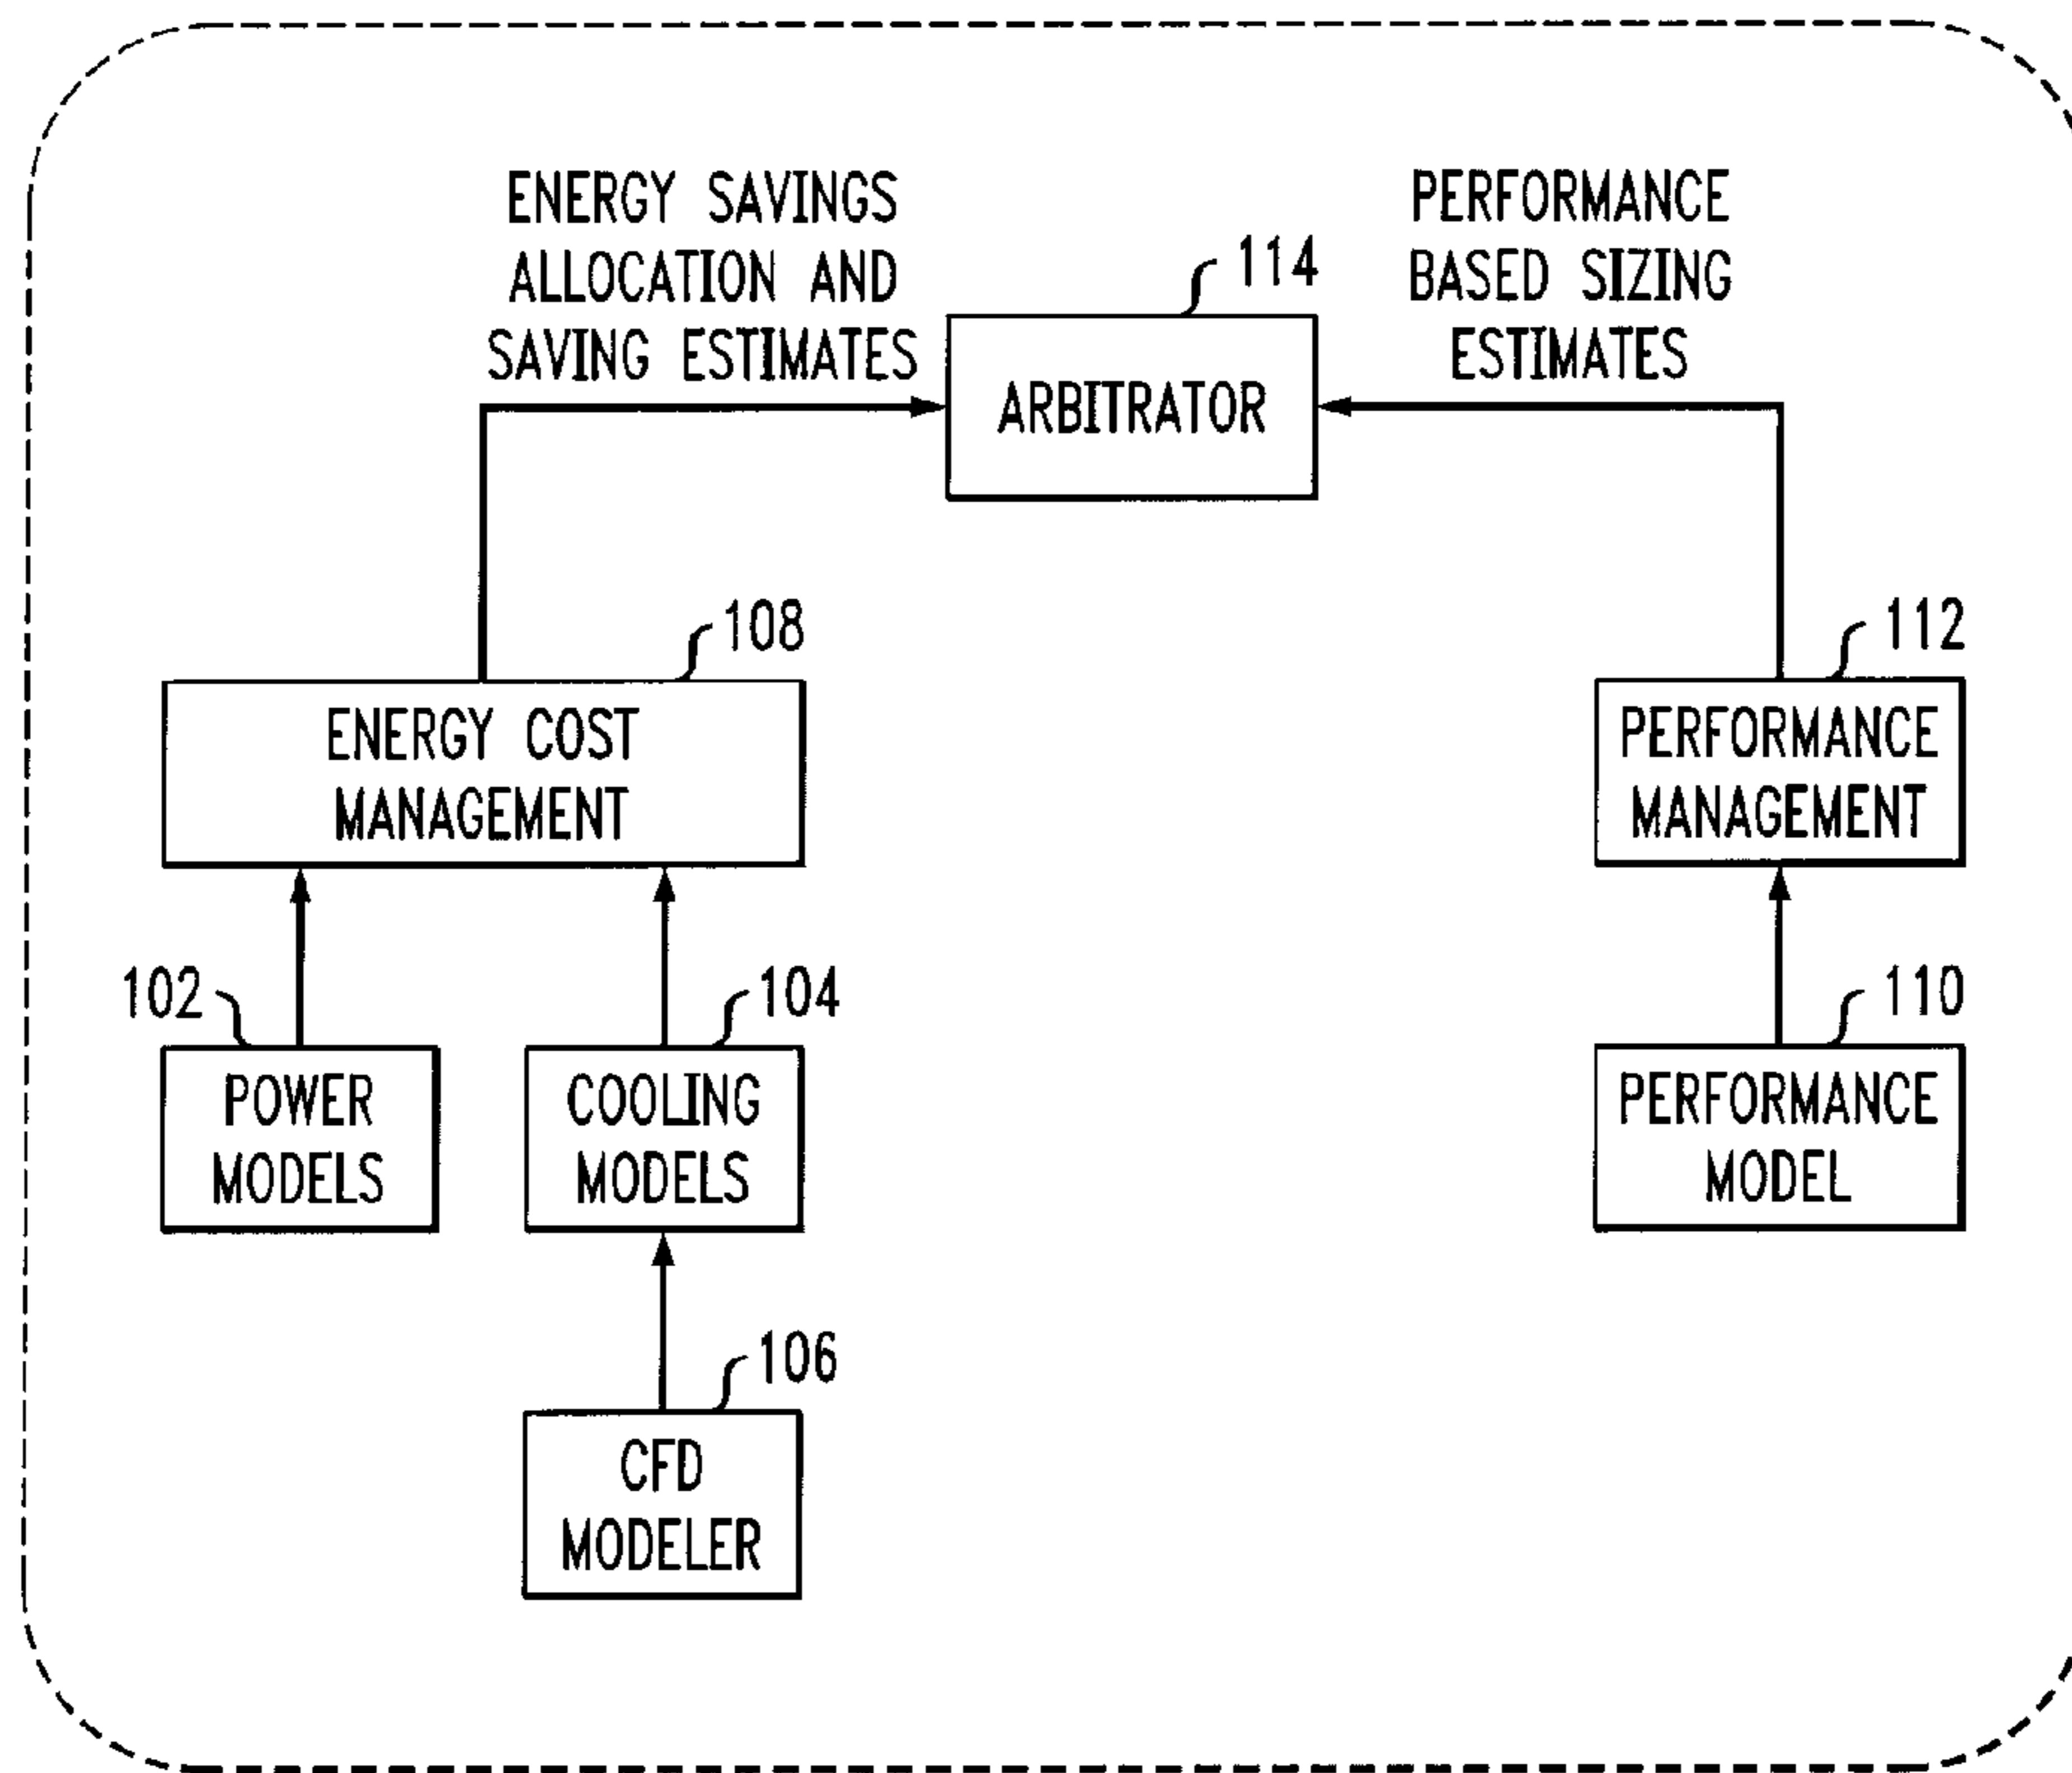 ENERGY SAVINGS
ALLOCATION AND
SAVING ESTIMATES
PERFORMANCE
BASED SIZING
ESTIMATES
114
ARBITRATOR
108
ENERGY COST
MANAGEMENT
112
PERFORMANCE
MANAGEMENT
102
POWER
MODELS
104
COOLING
MODELS
110
PERFORMANCE
MODEL
106
CFD
MODELER